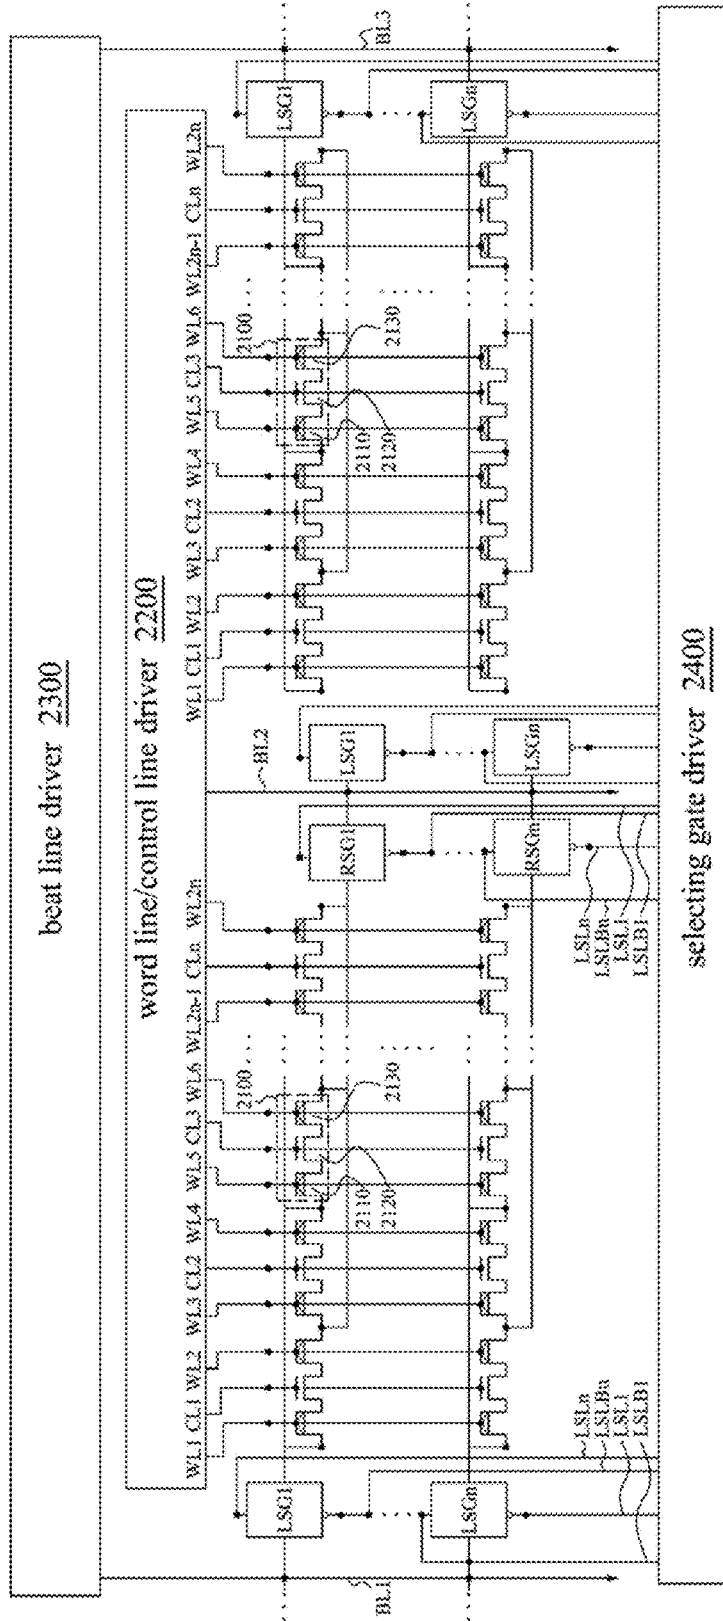 beat line driver 2300
word line/control line driver 2200
WL1 CL1 WL2 WL3 CL2 WL4 WL5 CL3 WL6 WL2n-1 CLn WL2n
WL1 CL1 WL2 WL3 CL2 WL4 WL5 CL3 WL6 WL2n-1 CLn WL2n
2100
2100
BL2
BL3
LSG1
LSG1
2110
2120
2130
RSG1
LSG1
2110
2120
2130
LSGn
LSGn
RSGn
LSGn
BL1
LSLn
LSLBn
LSL1
LSLB1
LSLn
LSLBn
LSL1
LSLB1
selecting gate driver 2400